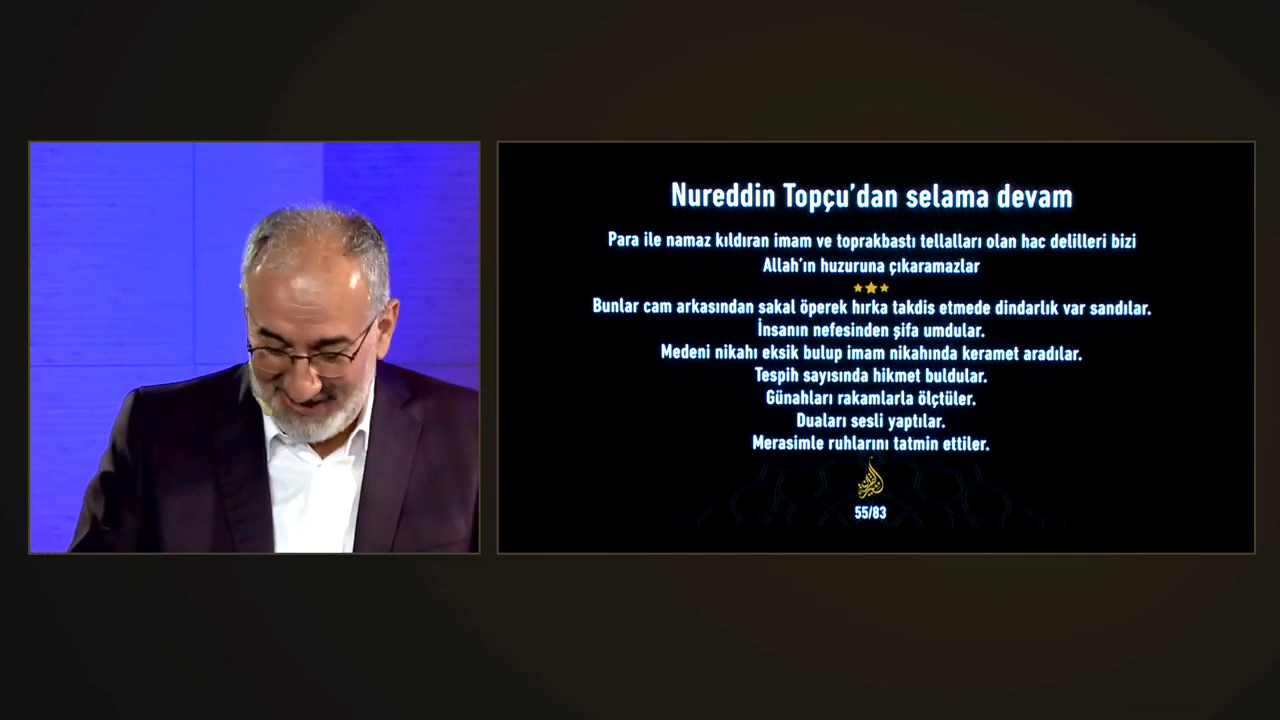 Nureddin Topçu’dan selama devam
Para ile namaz kıldıran imam ve toprakbastı tellalları olan hac delilleri bizi
Allah’ın huzuruna çıkaramazlar
Bunlar cam arkasından sakal öperek hırka takdis etmede dindarlık var sandılar.
İnsanın nefesinden şifa umdular.
Medeni nikahı eksik bulup imam nikahında keramet aradılar.
Tespih sayısında hikmet buldular.
Günahları rakamlarla ölçtüler.
Duaları sesli yaptılar.
Merasimle ruhlarını tatmin ettiler.
55/83